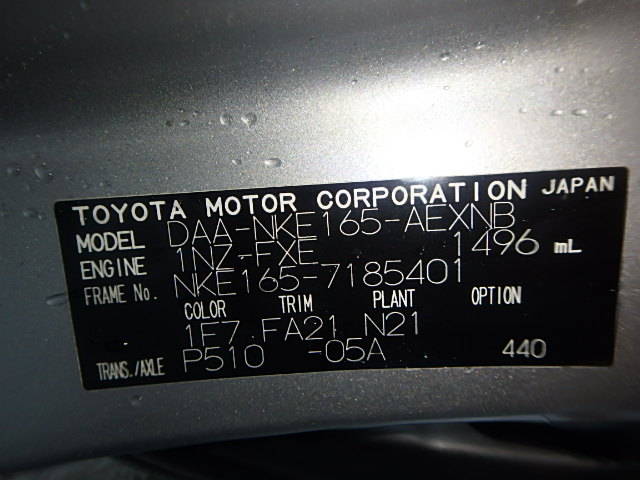 TOYOTA MOTOR CORPORATION JAPAN
MODEL DAA-NKE165-AEXNB
ENGINE 1NZ-FXE 1496 mL
FRAME No. NKE165-7185401
COLOR TRIM PLANT OPTION
1F7 FA21 N21
TRANS./AXLE P510 -05A 440